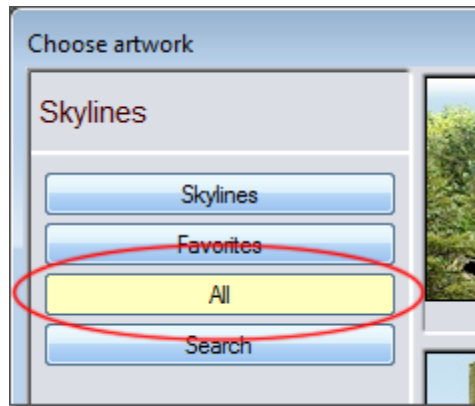 Choose artwork
Skylines
Skylines
Favorites
All
Search